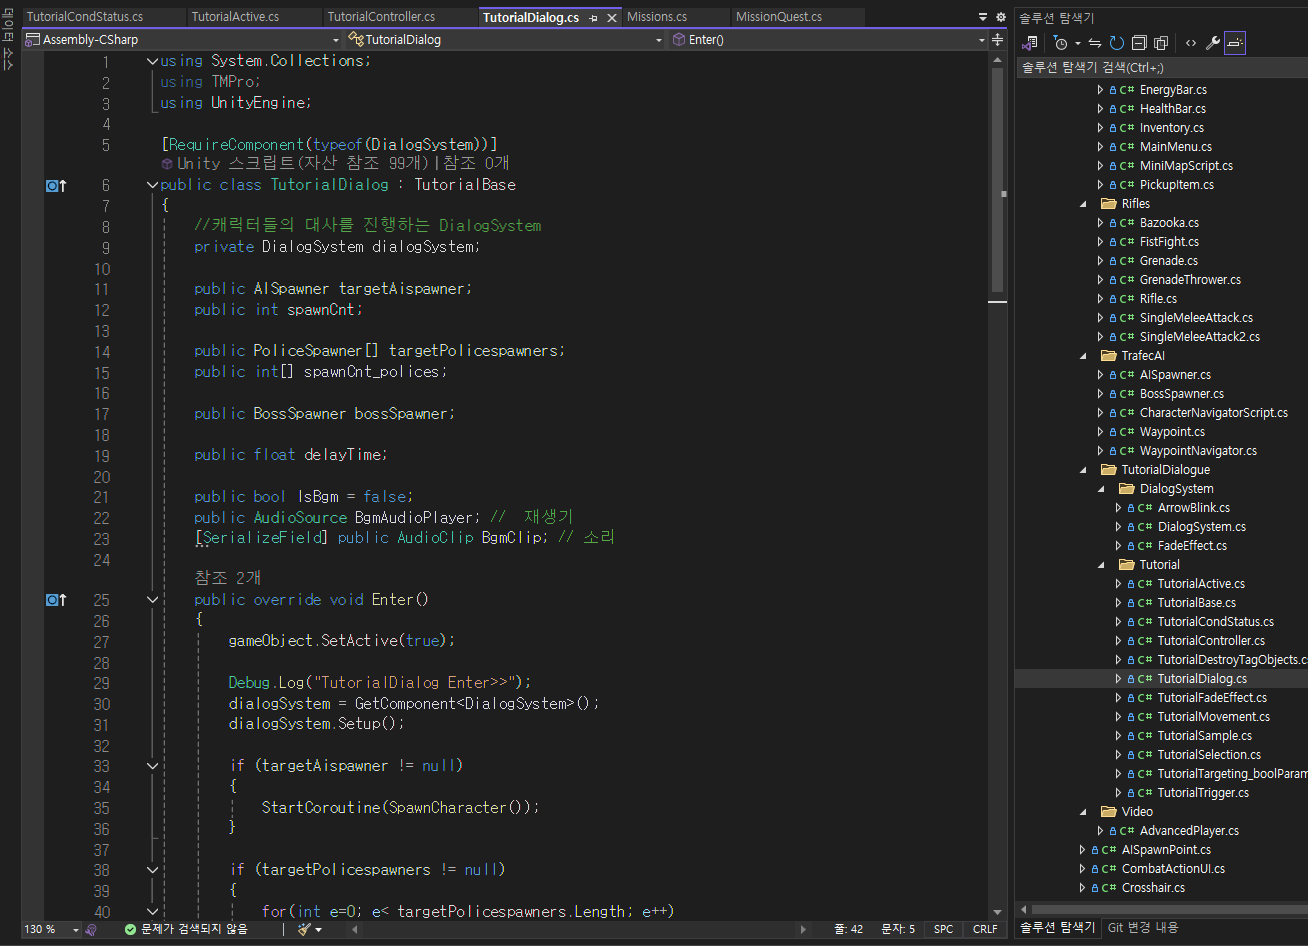 데이터 소스
TutorialCondStatus.cs
TutorialActive.cs
TutorialController.cs
TutorialDialog.cs
Missions.cs
MissionQuest.cs
Assembly-CSharp
TutorialDialog
Enter()
1 using System.Collections;
2 using TMPro;
3 using UnityEngine;
4
5 [RequireComponent(typeof(DialogSystem))]
Unity 스크립트(자산 참조 99개)|참조 0개
6 public class TutorialDialog : TutorialBase
7 {
8 //캐릭터들의 대사를 진행하는 DialogSystem
9 private DialogSystem dialogSystem;
10
11 public AISpawner targetAispawner;
12 public int spawnCnt;
13
14 public PoliceSpawner[] targetPolicespawners;
15 public int[] spawnCnt_polices;
16
17 public BossSpawner bossSpawner;
18
19 public float delayTime;
20
21 public bool IsBgm = false;
22 public AudioSource BgmAudioPlayer; // 재생기
23 [SerializeField] public AudioClip BgmClip; // 소리
24
참조 2개
25 public override void Enter()
26 {
27 gameObject.SetActive(true);
28
29 Debug.Log("TutorialDialog Enter>>");
30 dialogSystem = GetComponent<DialogSystem>();
31 dialogSystem.Setup();
32
33 if (targetAispawner != null)
34 {
35 StartCoroutine(SpawnCharacter());
36 }
37
38 if (targetPolicespawners != null)
39 {
40 for(int e=0; e< targetPolicespawners.Length; e++)
130 %
문제가 검색되지 않음
줄: 42
문자: 5
SPC
CRLF
솔루션 탐색기
솔루션 탐색기 검색(Ctrl+;)
C# EnergyBar.cs
C# HealthBar.cs
C# Inventory.cs
C# MainMenu.cs
C# MiniMapScript.cs
C# PickupItem.cs
Rifles
C# Bazooka.cs
C# FistFight.cs
C# Grenade.cs
C# GrenadeThrower.cs
C# Rifle.cs
C# SingleMeleeAttack.cs
C# SingleMeleeAttack2.cs
TrafecAI
C# AISpawner.cs
C# BossSpawner.cs
C# CharacterNavigatorScript.cs
C# Waypoint.cs
C# WaypointNavigator.cs
TutorialDialogue
DialogSystem
C# ArrowBlink.cs
C# DialogSystem.cs
C# FadeEffect.cs
Tutorial
C# TutorialActive.cs
C# TutorialBase.cs
C# TutorialCondStatus.cs
C# TutorialController.cs
C# TutorialDestroyTagObjects.cs
C# TutorialDialog.cs
C# TutorialFadeEffect.cs
C# TutorialMovement.cs
C# TutorialSample.cs
C# TutorialSelection.cs
C# TutorialTargeting_boolParam
C# TutorialTrigger.cs
Video
C# AdvancedPlayer.cs
C# AISpawnPoint.cs
C# CombatActionUI.cs
C# Crosshair.cs
솔루션 탐색기
Git 변경 내용